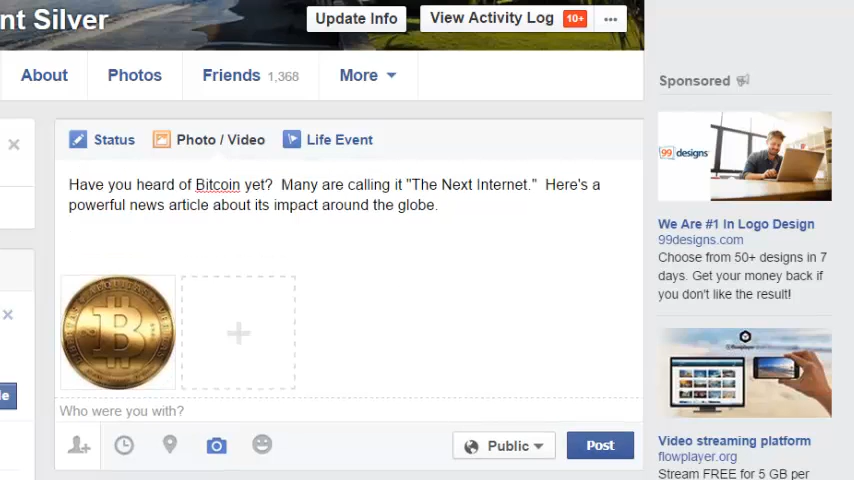 nt Silver
Update Info
View Activity Log 10+
About
Photos
Friends 1,368
More
Sponsored
Status
Photo / Video
Life Event
Have you heard of Bitcoin yet?  Many are calling it "The Next Internet."  Here's a
powerful news article about its impact around the globe.
Who were you with?
Public
Post
99 designs
We Are #1 In Logo Design
99designs.com
Choose from 50+ designs in 7
days. Get your money back if
you don't like the result!
Video streaming platform
flowplayer.org
Stream FREE for 5 GB per